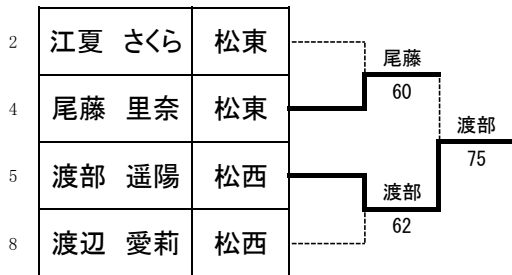 2 江夏 さくら 松東
尾藤
4 尾藤 里奈 松東
60
渡部
75
5 渡部 遥陽 松西
渡部
62
8 渡辺 愛莉 松西